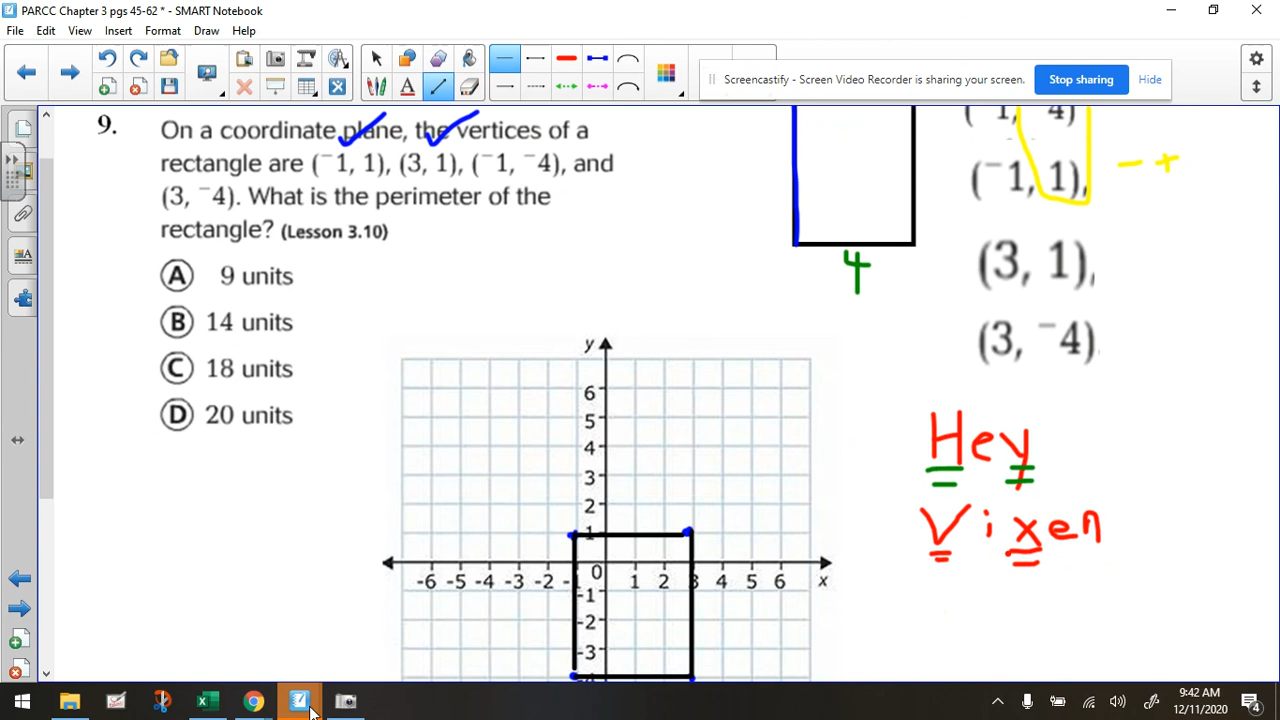 PARCC Chapter 3 pgs 45-62 * - SMART Notebook
File Edit View Insert Format Draw Help
Screencastify - Screen Video Recorder is sharing your screen. Stop sharing Hide
9. On a coordinate plane, the vertices of a
rectangle are (⁻1, 1), (3, 1), (⁻1, ⁻4), and
(3, ⁻4). What is the perimeter of the
rectangle? (Lesson 3.10)
A 9 units
B 14 units
C 18 units
D 20 units
4
(⁻1, 1), - +
(3, 1),
(3, ⁻4)
Hey
Vixen
y
6
5
4
3
2
1
-6 -5 -4 -3 -2 -1 0 1 2 3 4 5 6 x
-1
-2
-3
9:42 AM
12/11/2020
4